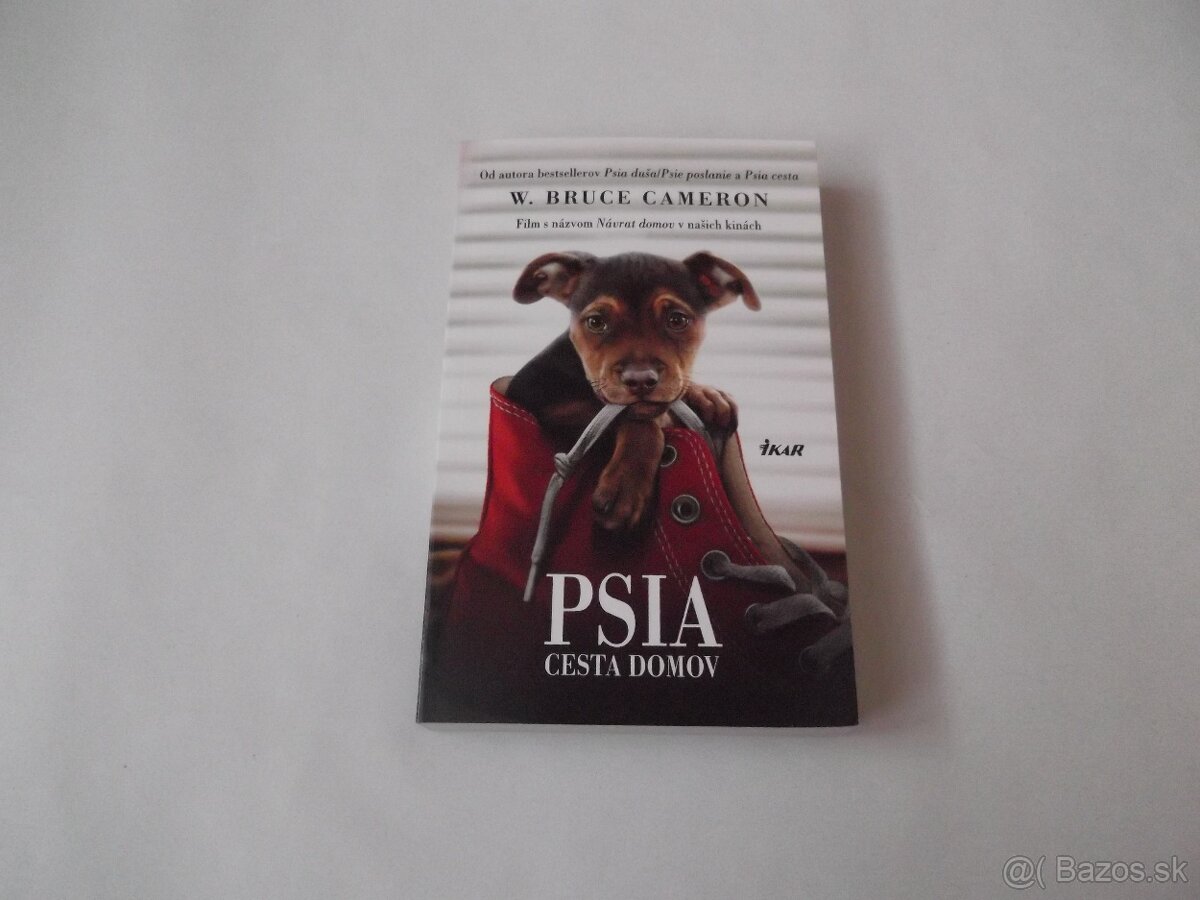 Od autora bestsellerov Psia duša/Psie poslanie a Psia cesta
W. BRUCE CAMERON
Film s názvom Návrat domov v našich kinách
iKAR
PSIA
CESTA DOMOV
@( Bazos.sk